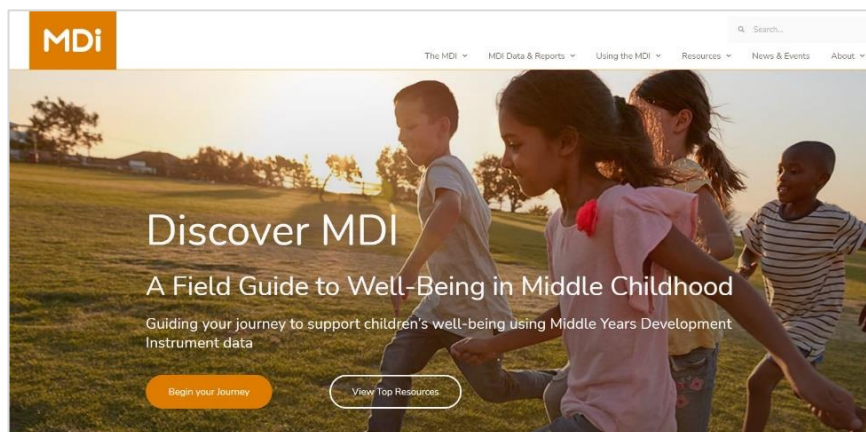 MDi
Search...
The MDI
MDI Data & Reports
Using the MDI
Resources
News & Events
About
Discover MDI
A Field Guide to Well-Being in Middle Childhood
Guiding your journey to support children's well-being using Middle Years Development
Instrument data
Begin your Journey
View Top Resources